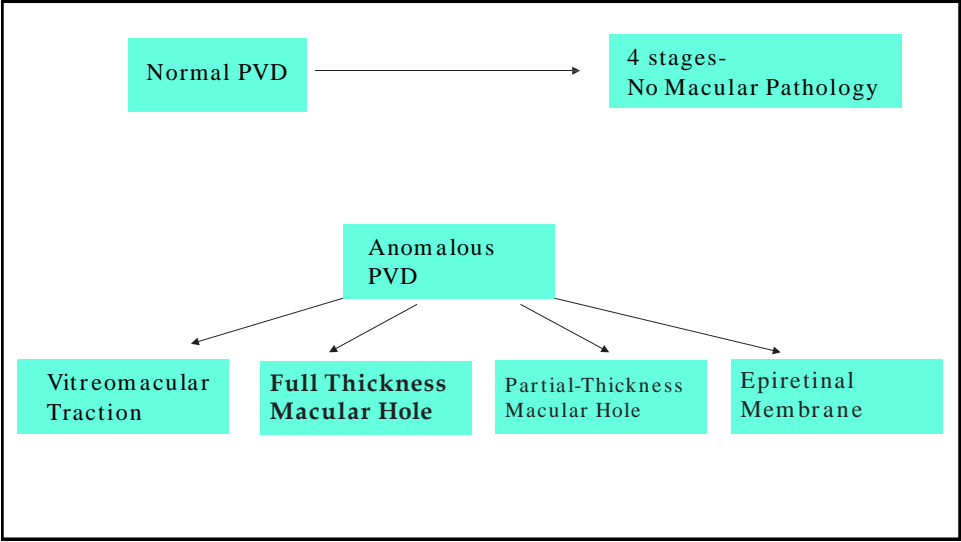 Normal PVD
4 stages-
No Macular Pathology
Anomalous
PVD
Vitreomacular
Traction
Full Thickness
Macular Hole
Partial-Thickness
Macular Hole
Epiretinal
Membrane